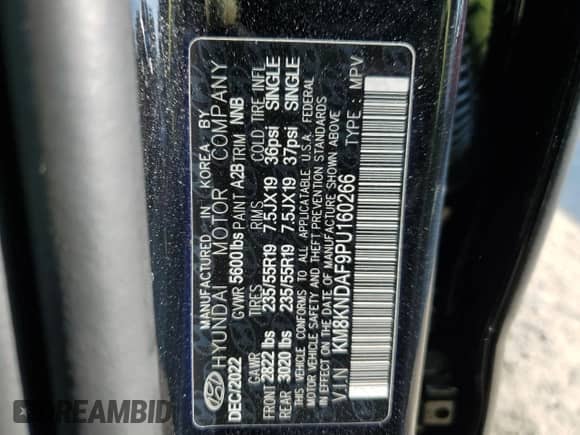 MANUFACTURED IN KOREA BY
HYUNDAI MOTOR COMPANY
DEC/2022 GVWR 5600lbs PAINT A2B TRIM NNB
GAWR TIRES RIMS COLD TIRE INFL
FRONT 2822 lbs 235/55R19 7.5JX19 36psi SINGLE
REAR 3020 lbs 235/55R19 7.5JX19 37psi SINGLE
THIS VEHICLE CONFORMS TO ALL APPLICABLE U.S.A. FEDERAL
MOTOR VEHICLE SAFETY AND THEFT PREVENTION STANDARDS
IN EFFECT ON THE DATE OF MANUFACTURE SHOWN ABOVE
V.I.N KM8KNDAF9PU160266 TYPE : MPV
DREAMBID